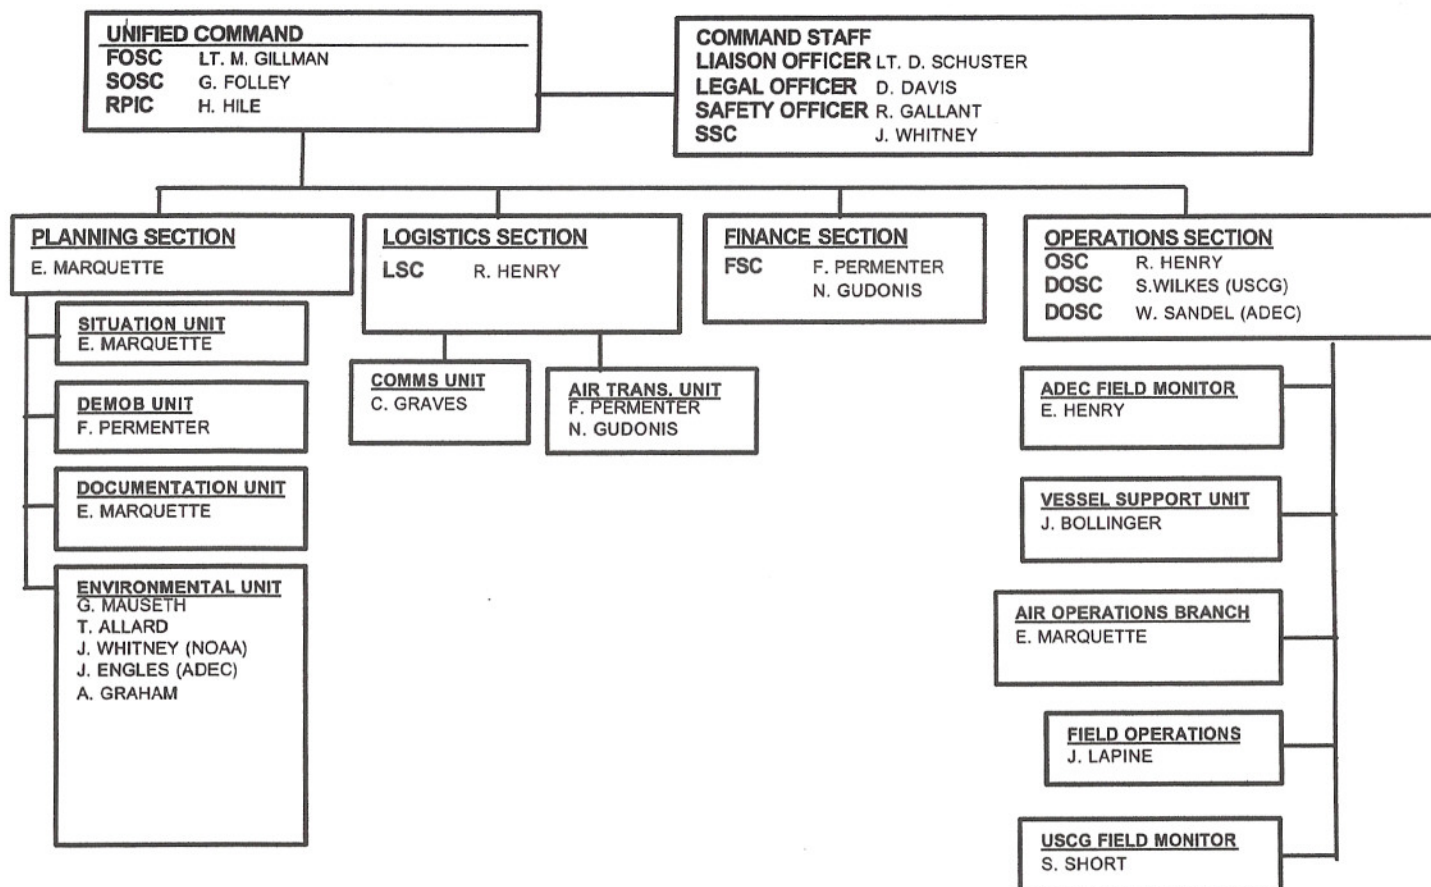 UNIFIED COMMAND
FOSC LT. M. GILLMAN
SOSC G. FOLLEY
RPIC H. HILE
COMMAND STAFF
LIAISON OFFICER LT. D. SCHUSTER
LEGAL OFFICER D. DAVIS
SAFETY OFFICER R. GALLANT
SSC J. WHITNEY
PLANNING SECTION
E. MARQUETTE
SITUATION UNIT
E. MARQUETTE
DEMOB UNIT
F. PERMENTER
DOCUMENTATION UNIT
E. MARQUETTE
ENVIRONMENTAL UNIT
G. MAUSETH
T. ALLARD
J. WHITNEY (NOAA)
J. ENGLES (ADEC)
A. GRAHAM
LOGISTICS SECTION
LSC R. HENRY
COMMS UNIT
C. GRAVES
AIR TRANS. UNIT
F. PERMENTER
N. GUDONIS
FINANCE SECTION
FSC F. PERMENTER
N. GUDONIS
OPERATIONS SECTION
OSC R. HENRY
DOSC S.WILKES (USCG)
DOSC W. SANDEL (ADEC)
ADEC FIELD MONITOR
E. HENRY
VESSEL SUPPORT UNIT
J. BOLLINGER
AIR OPERATIONS BRANCH
E. MARQUETTE
FIELD OPERATIONS
J. LAPINE
USCG FIELD MONITOR
S. SHORT